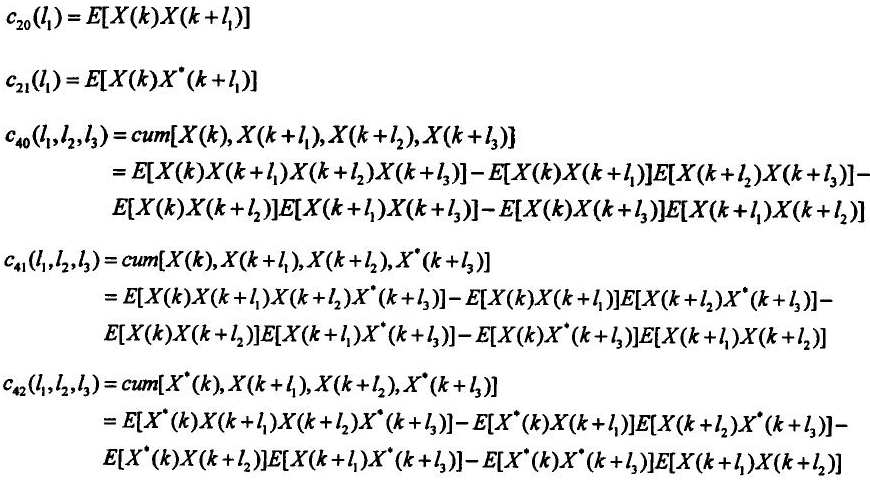 c₂₀(l₁) = E[X(k)X(k+l₁)]
c₂₁(l₁) = E[X(k)X*(k+l₁)]
c₄₀(l₁,l₂,l₃) = cum[X(k), X(k+l₁), X(k+l₂), X(k+l₃)]
= E[X(k)X(k+l₁)X(k+l₂)X(k+l₃)] − E[X(k)X(k+l₁)]E[X(k+l₂)X(k+l₃)] −
E[X(k)X(k+l₂)]E[X(k+l₁)X(k+l₃)] − E[X(k)X(k+l₃)]E[X(k+l₁)X(k+l₂)]
c₄₁(l₁,l₂,l₃) = cum[X(k), X(k+l₁), X(k+l₂), X*(k+l₃)]
= E[X(k)X(k+l₁)X(k+l₂)X*(k+l₃)] − E[X(k)X(k+l₁)]E[X(k+l₂)X*(k+l₃)] −
E[X(k)X(k+l₂)]E[X(k+l₁)X*(k+l₃)] − E[X(k)X*(k+l₃)]E[X(k+l₁)X(k+l₂)]
c₄₂(l₁,l₂,l₃) = cum[X*(k), X(k+l₁), X(k+l₂), X*(k+l₃)]
= E[X*(k)X(k+l₁)X(k+l₂)X*(k+l₃)] − E[X*(k)X(k+l₁)]E[X(k+l₂)X*(k+l₃)] −
E[X*(k)X(k+l₂)]E[X(k+l₁)X*(k+l₃)] − E[X*(k)X*(k+l₃)]E[X(k+l₁)X(k+l₂)]